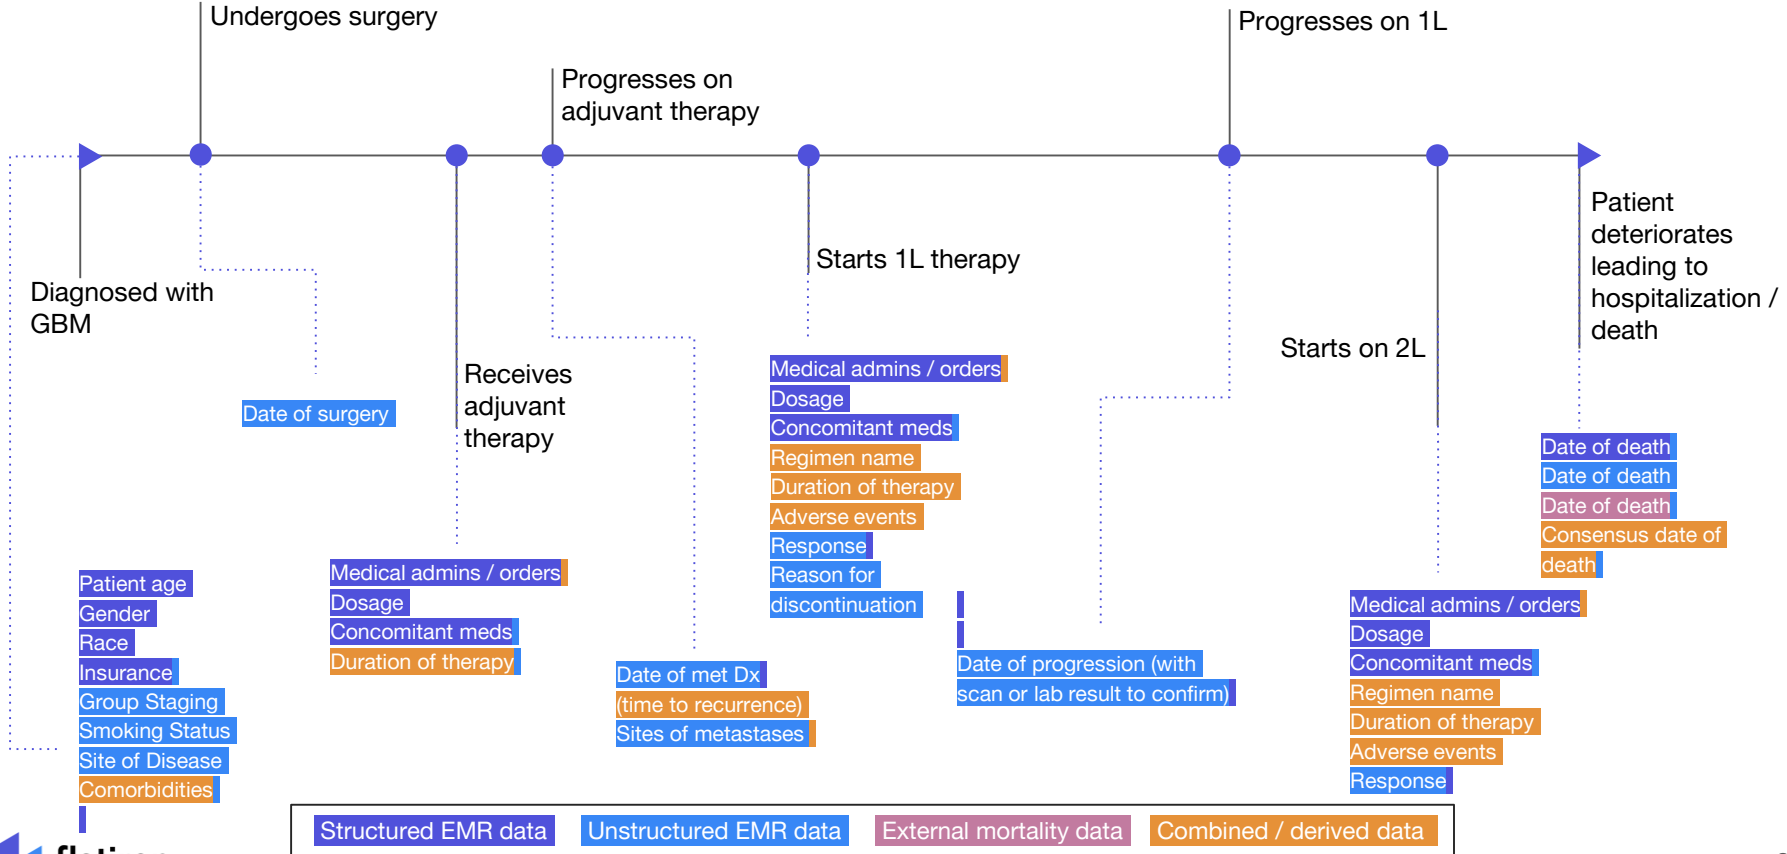 Undergoes surgery
Progresses on 1L
Progresses on
adjuvant therapy
Patient
deteriorates
leading to
hospitalization /
death
Starts 1L therapy
Diagnosed with
GBM
Starts on 2L
Receives
adjuvant
therapy
Date of surgery
Medical admins / orders
Dosage
Concomitant meds
Regimen name
Duration of therapy
Adverse events
Response
Reason for
discontinuation
Date of death
Date of death
Date of death
Consensus date of
death
Patient age
Gender
Race
Insurance
Group Staging
Smoking Status
Site of Disease
Comorbidities
Medical admins / orders
Dosage
Concomitant meds
Duration of therapy
Date of met Dx
(time to recurrence)
Sites of metastases
Date of progression (with
scan or lab result to confirm)
Medical admins / orders
Dosage
Concomitant meds
Regimen name
Duration of therapy
Adverse events
Response
Structured EMR data
Unstructured EMR data
External mortality data
Combined / derived data